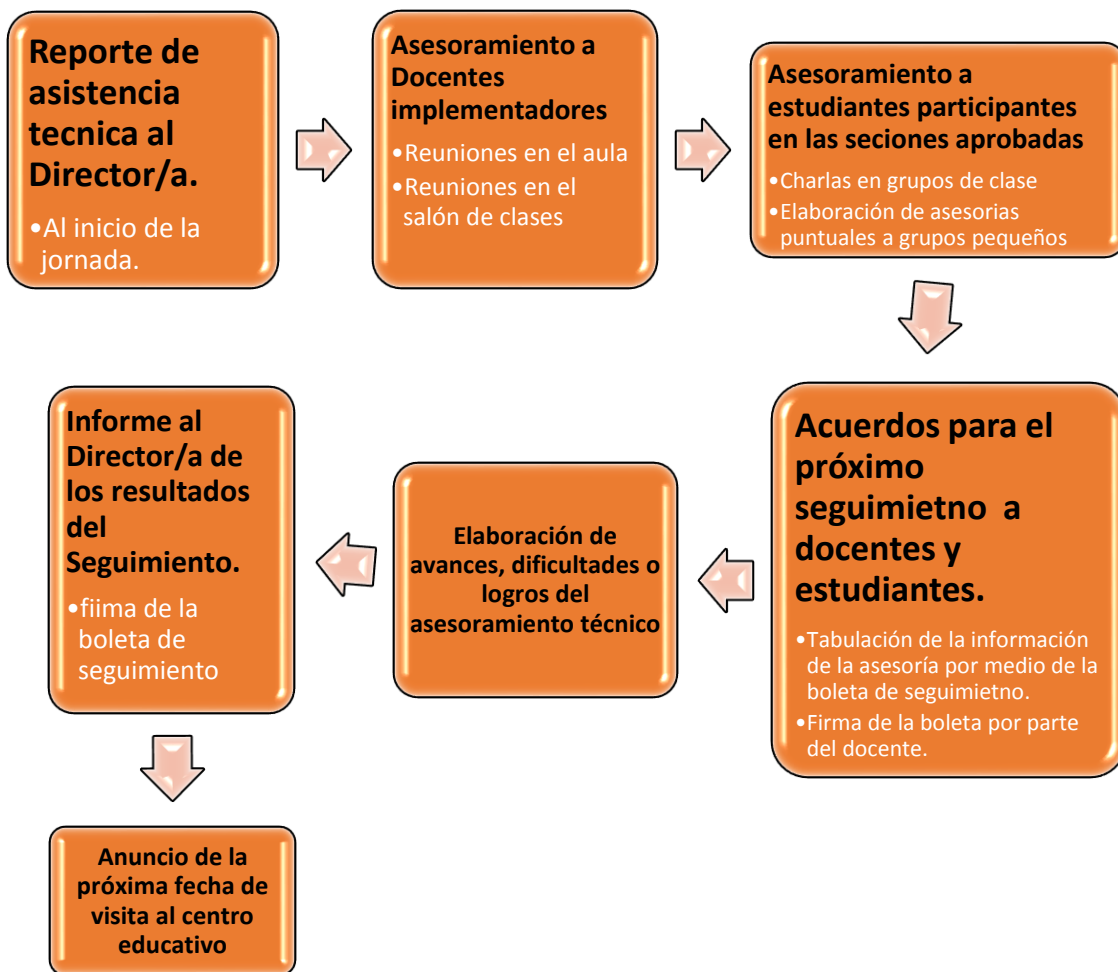 Reporte de
asistencia
tecnica al
Director/a.
•Al inicio de la
jornada.
Asesoramiento a
Docentes
implementadores
•Reuniones en el aula
•Reuniones en el
salón de clases
Asesoramiento a
estudiantes participantes
en las seciones aprobadas
•Charlas en grupos de clase
•Elaboración de asesorias
puntuales a grupos pequeños
Acuerdos para el
próximo
seguimietno a
docentes y
estudiantes.
•Tabulación de la información
de la asesoría por medio de la
boleta de seguimietno.
•Firma de la boleta por parte
del docente.
Elaboración de
avances, dificultades o
logros del
asesoramiento técnico
Informe al
Director/a de
los resultados
del
Seguimiento.
•fiima de la
boleta de
seguimiento
Anuncio de la
próxima fecha de
visita al centro
educativo